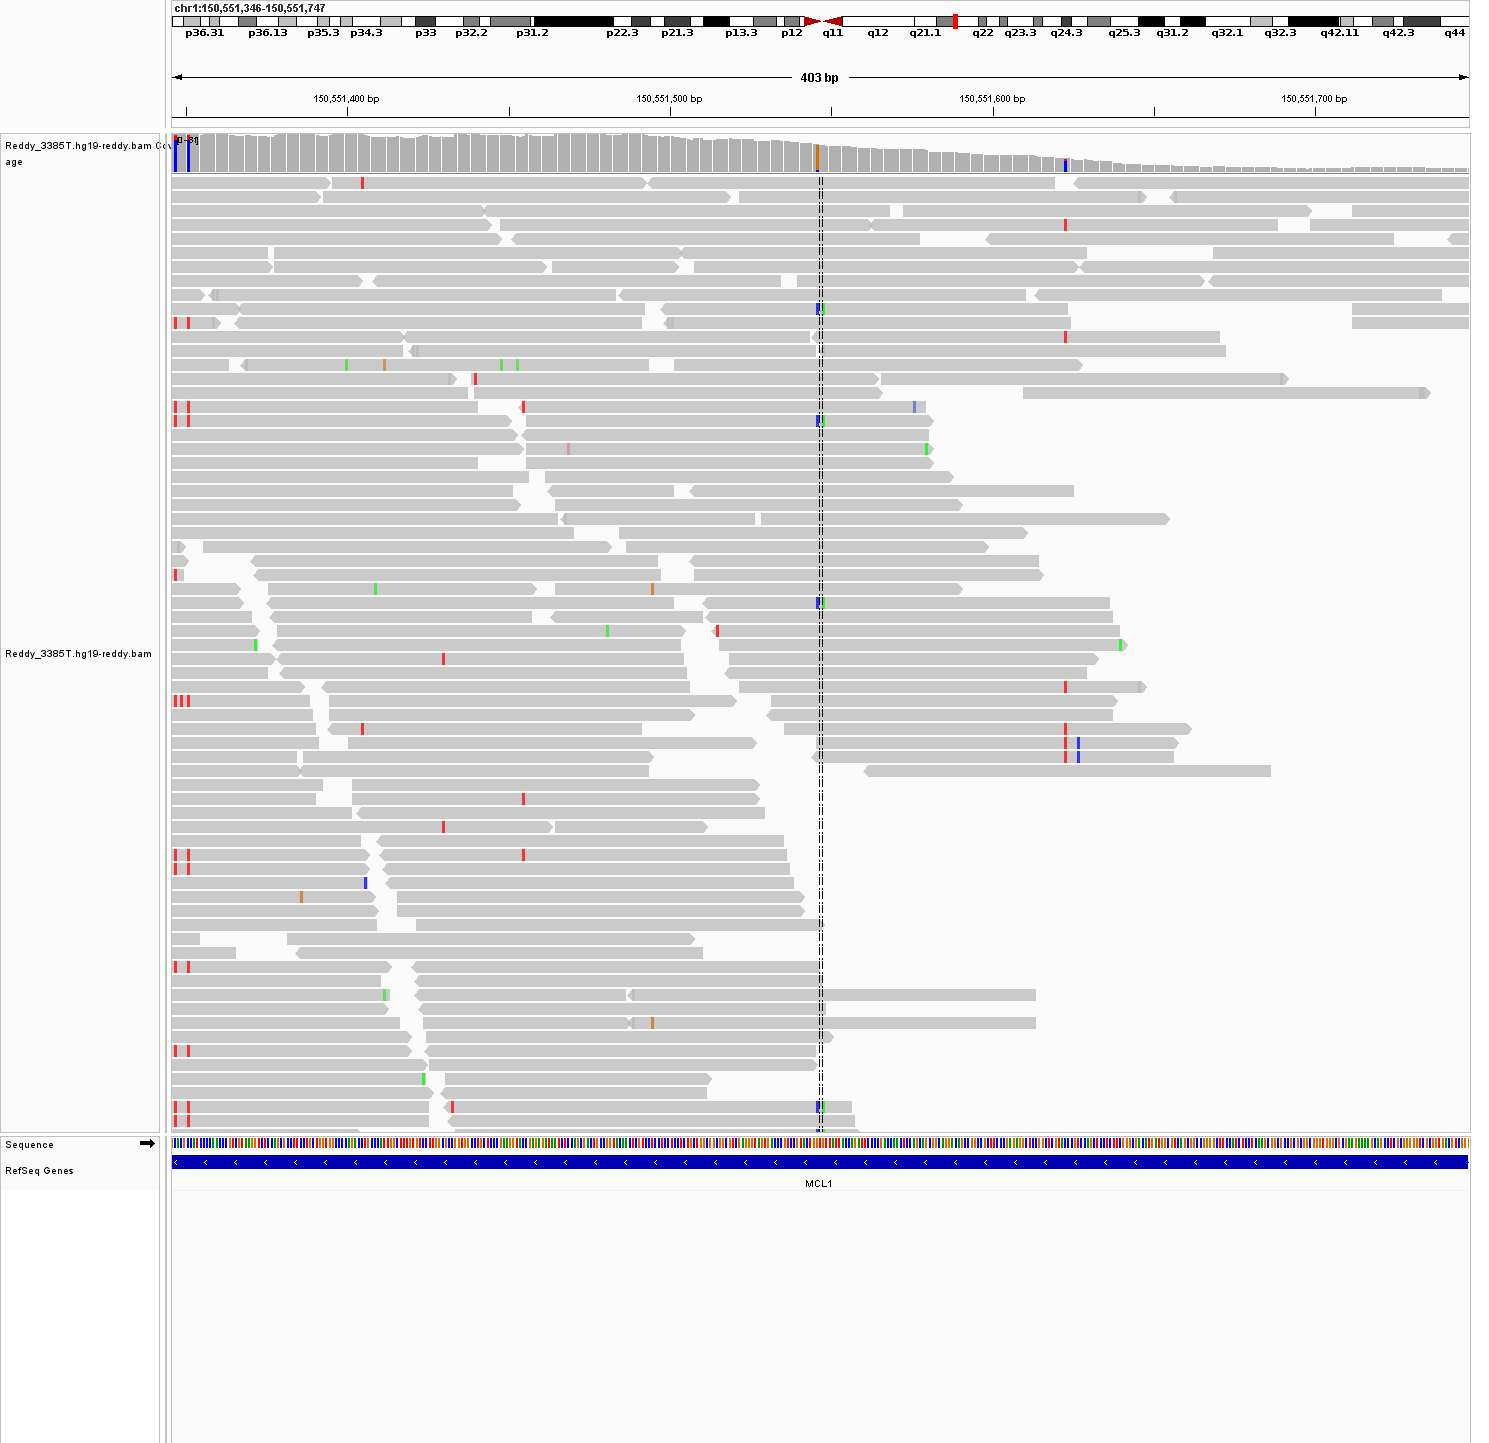 chr1:150,551,346-150,551,747
p36.31 p36.13 p35.3 p34.3 p33 p32.2 p31.2 p22.3 p21.3 p13.3 p12 q11 q12 q21.1 q22 q23.3 q24.3 q25.3 q31.2 q32.1 q32.3 q42.11 q42.3 q44
403 bp
150,551,400 bp 150,551,500 bp 150,551,600 bp 150,551,700 bp
Reddy_3385T.hg19-reddy.bam Cov
age
Reddy_3385T.hg19-reddy.bam
Sequence
RefSeq Genes
MCL1